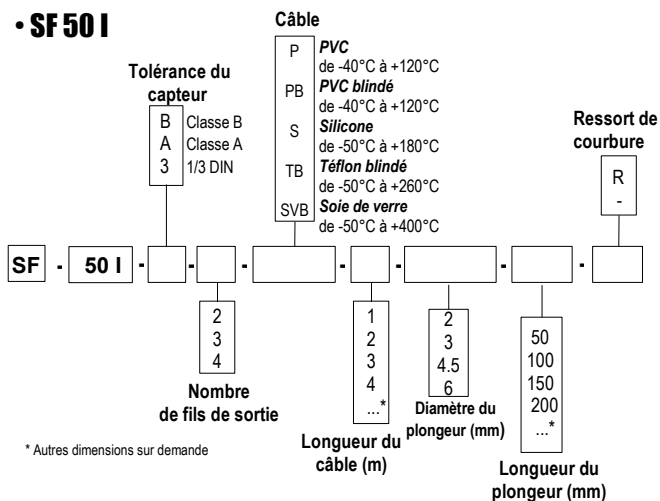 • SF 50 I
Câble
P PVC
de -40°C à +120°C
PB PVC blindé
de -40°C à +120°C
S Silicone
de -50°C à +180°C
TB Téflon blindé
de -50°C à +260°C
SVB Soie de verre
de -50°C à +400°C
Tolérance du
capteur
B Classe B
A Classe A
3 1/3 DIN
Ressort de
courbure
R
-
SF - 50 I - - - - - - -
2
3
4
Nombre
de fils de sortie
1
2
3
4
...*
Longueur du
câble (m)
2
3
4.5
6
Diamètre du
plongeur (mm)
50
100
150
200
...*
Longueur du
plongeur (mm)
* Autres dimensions sur demande